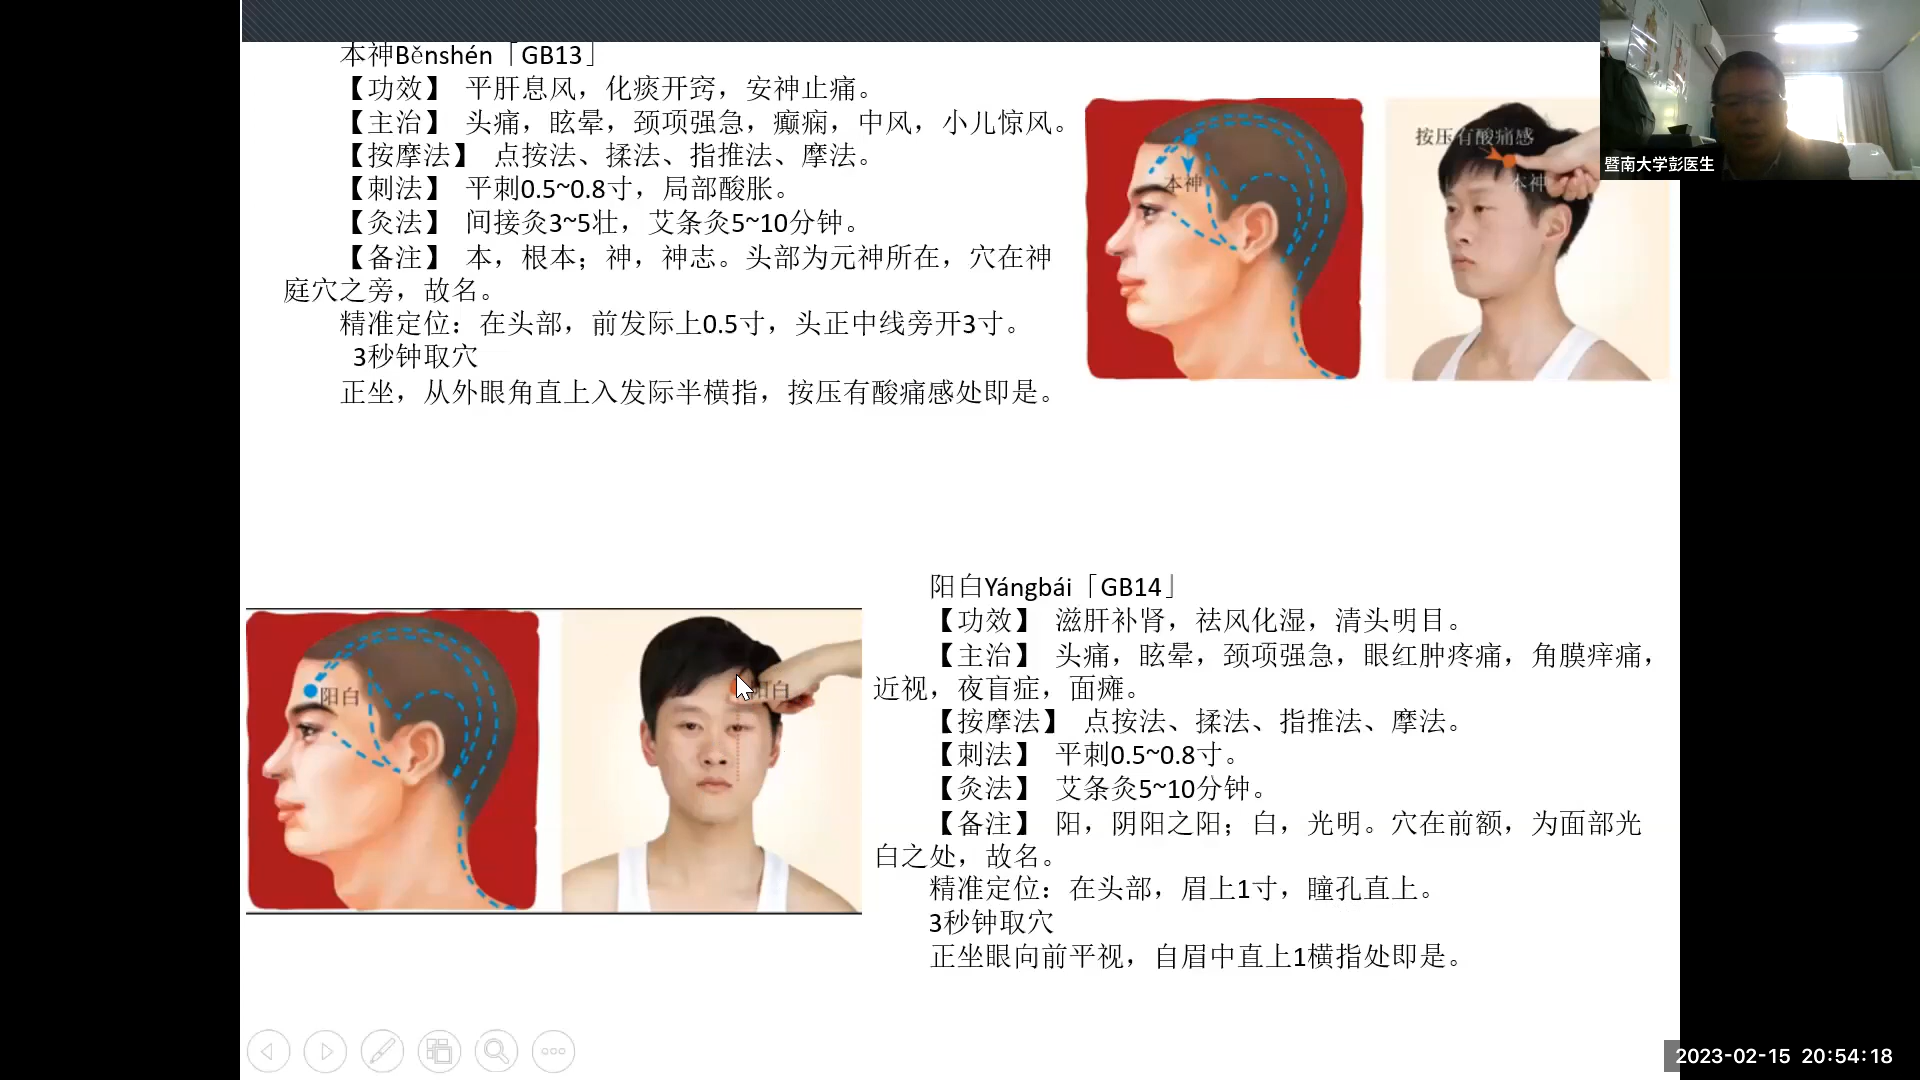 本神Běnshén「GB13」
【功效】 平肝息风，化痰开窍，安神止痛。
【主治】 头痛，眩晕，颈项强急，癫痫，中风，小儿惊风。
【按摩法】 点按法、揉法、指推法、摩法。
【刺法】 平刺0.5~0.8寸，局部酸胀。
【灸法】 间接灸3~5壮，艾条灸5~10分钟。
【备注】 本，根本；神，神志。头部为元神所在，穴在神
庭穴之旁，故名。
精准定位：在头部，前发际上0.5寸，头正中线旁开3寸。
3秒钟取穴
正坐，从外眼角直上入发际半横指，按压有酸痛感处即是。
本神
按压有酸痛感
本神
暨南大学彭医生
阳白
阳白
阳白Yángbái「GB14」
【功效】 滋肝补肾，祛风化湿，清头明目。
【主治】 头痛，眩晕，颈项强急，眼红肿疼痛，角膜痒痛，
近视，夜盲症，面瘫。
【按摩法】 点按法、揉法、指推法、摩法。
【刺法】 平刺0.5~0.8寸。
【灸法】 艾条灸5~10分钟。
【备注】 阳，阴阳之阳；白，光明。穴在前额，为面部光
白之处，故名。
精准定位：在头部，眉上1寸，瞳孔直上。
3秒钟取穴
正坐眼向前平视，自眉中直上1横指处即是。
2023-02-15 20:54:18